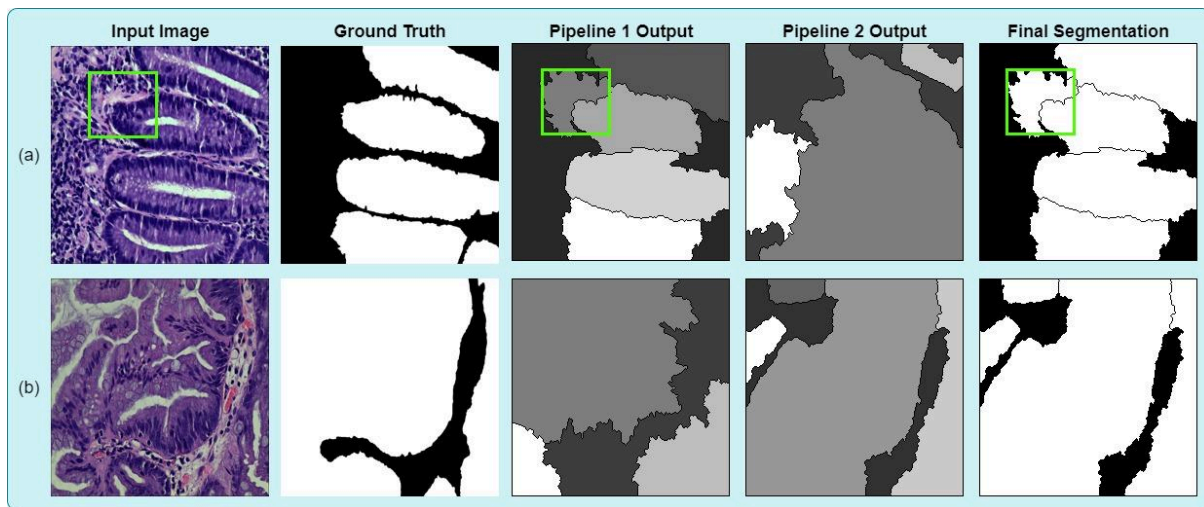 Input Image Ground Truth Pipeline 1 Output Pipeline 2 Output Final Segmentation
(a)
(b)